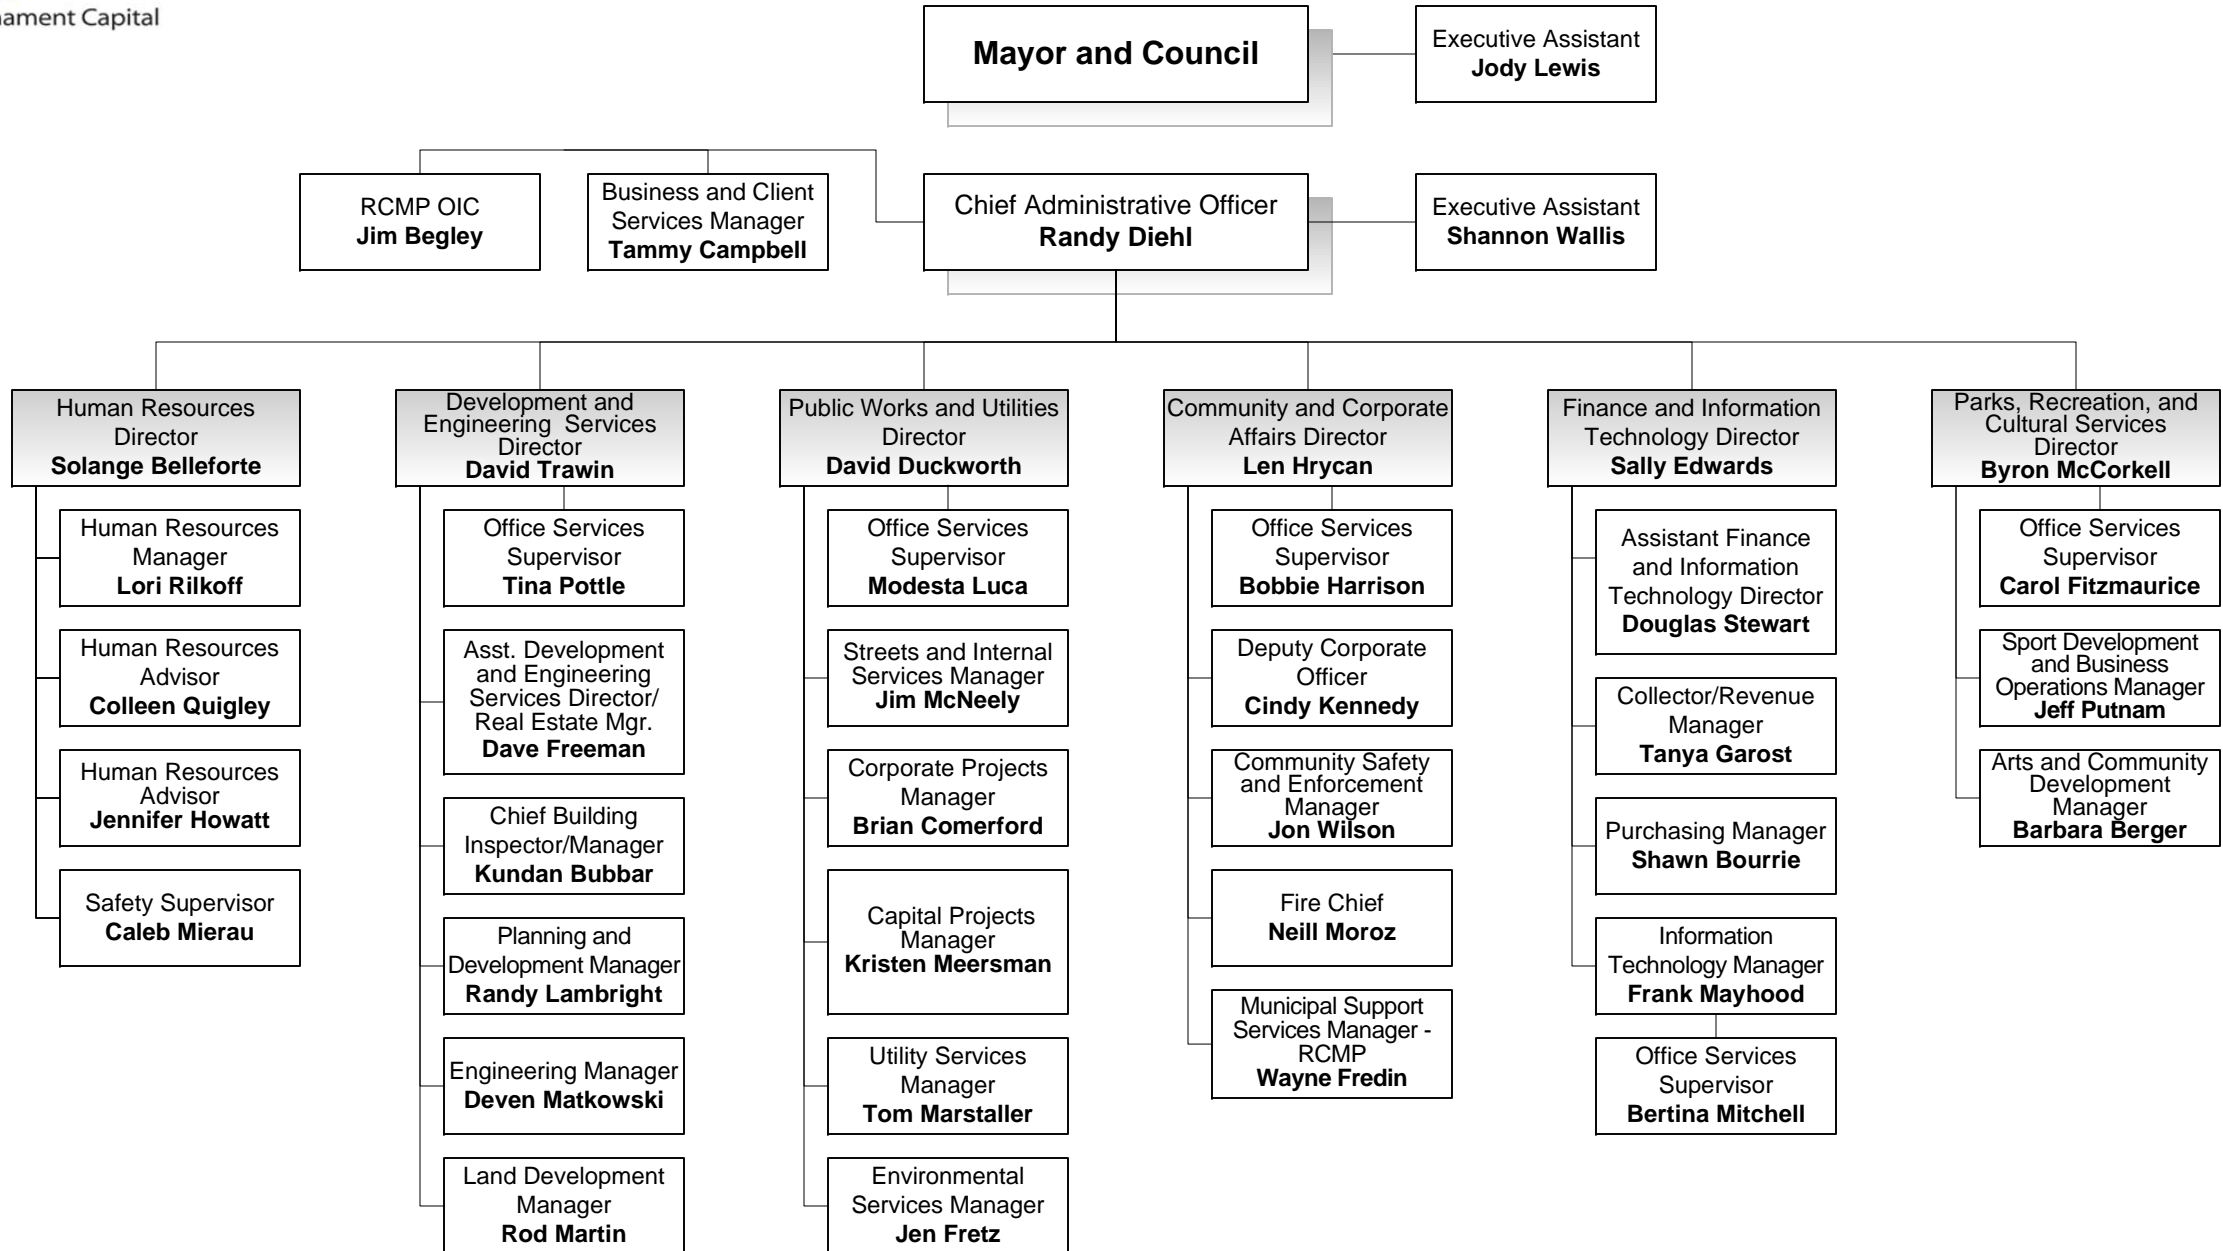 Capital
Mayor and Council
Executive Assistant
Jody Lewis
RCMP OIC
Jim Begley
Business and Client
Services Manager
Tammy Campbell
Chief Administrative Officer
Randy Diehl
Executive Assistant
Shannon Wallis
Human Resources
Director
Solange Belleforte
Development and
Engineering Services
Director
David Trawin
Public Works and Utilities
Director
David Duckworth
Community and Corporate
Affairs Director
Len Hrycan
Finance and Information
Technology Director
Sally Edwards
Parks, Recreation, and
Cultural Services
Director
Byron McCorkell
Human Resources
Manager
Lori Rilkoff
Human Resources
Advisor
Colleen Quigley
Human Resources
Advisor
Jennifer Howatt
Safety Supervisor
Caleb Mierau
Office Services
Supervisor
Tina Pottle
Asst. Development
and Engineering
Services Director/
Real Estate Mgr.
Dave Freeman
Chief Building
Inspector/Manager
Kundan Bubbar
Planning and
Development Manager
Randy Lambright
Engineering Manager
Deven Matkowski
Land Development
Manager
Rod Martin
Office Services
Supervisor
Modesta Luca
Streets and Internal
Services Manager
Jim McNeely
Corporate Projects
Manager
Brian Comerford
Capital Projects
Manager
Kristen Meersman
Utility Services
Manager
Tom Marstaller
Environmental
Services Manager
Jen Fretz
Office Services
Supervisor
Bobbie Harrison
Deputy Corporate
Officer
Cindy Kennedy
Community Safety
and Enforcement
Manager
Jon Wilson
Fire Chief
Neill Moroz
Municipal Support
Services Manager -
RCMP
Wayne Fredin
Assistant Finance
and Information
Technology Director
Douglas Stewart
Collector/Revenue
Manager
Tanya Garost
Purchasing Manager
Shawn Bourrie
Information
Technology Manager
Frank Mayhood
Office Services
Supervisor
Bertina Mitchell
Office Services
Supervisor
Carol Fitzmaurice
Sport Development
and Business
Operations Manager
Jeff Putnam
Arts and Community
Development
Manager
Barbara Berger